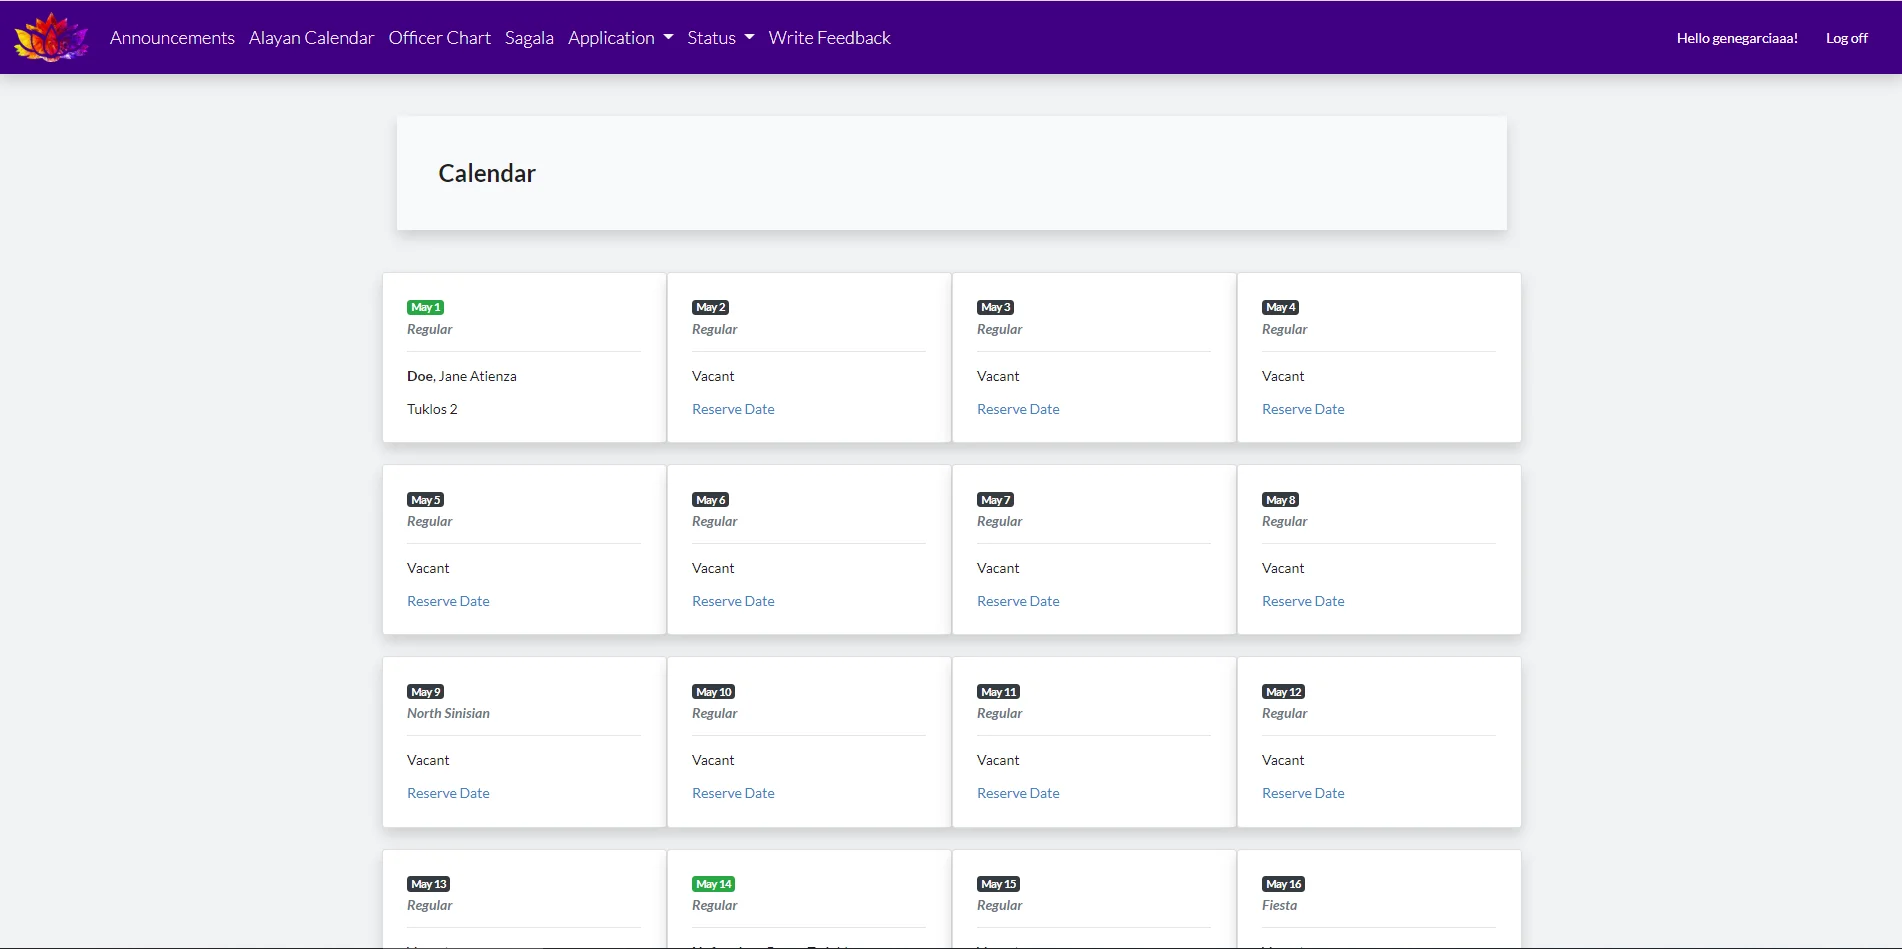 Announcements Alayan Calendar Officer Chart Sagala Application Status Write Feedback Hello genegarciaaa! Log off
Calendar
May 1 May 2 May 3 May 4
Regular Regular Regular Regular
Doe, Jane Atienza Vacant Vacant Vacant
Tuklos 2 Reserve Date Reserve Date Reserve Date
May 5 May 6 May 7 May 8
Regular Regular Regular Regular
Vacant Vacant Vacant Vacant
Reserve Date Reserve Date Reserve Date Reserve Date
May 9 May 10 May 11 May 12
North Sinisian Regular Regular Regular
Vacant Vacant Vacant Vacant
Reserve Date Reserve Date Reserve Date Reserve Date
May 13 May 14 May 15 May 16
Regular Regular Regular Fiesta